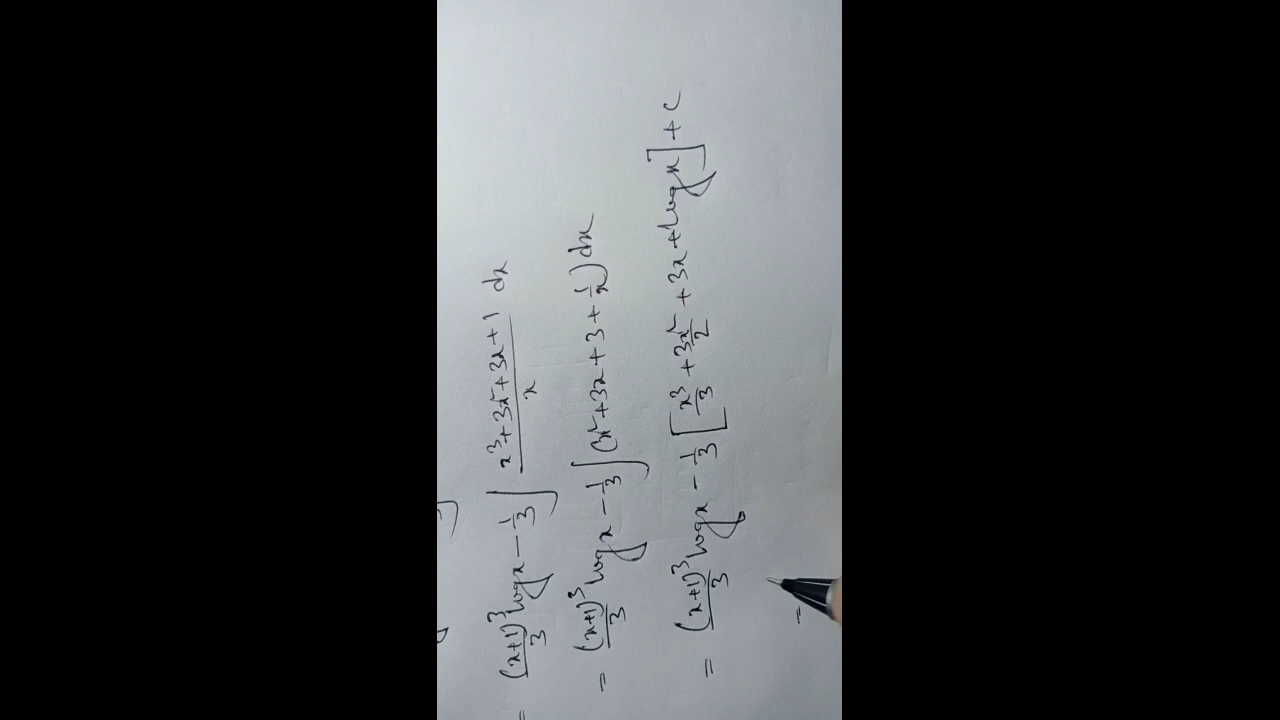 = (x+1)³/3 log x - 1/3 ∫ x³+3x²+3x+1/x dx
= (x+1)³/3 log x - 1/3 ∫ (x²+3x+3+1/x) dx
= (x+1)³/3 log x - 1/3 [x³/3 + 3x²/2 + 3x + log x] + C
=